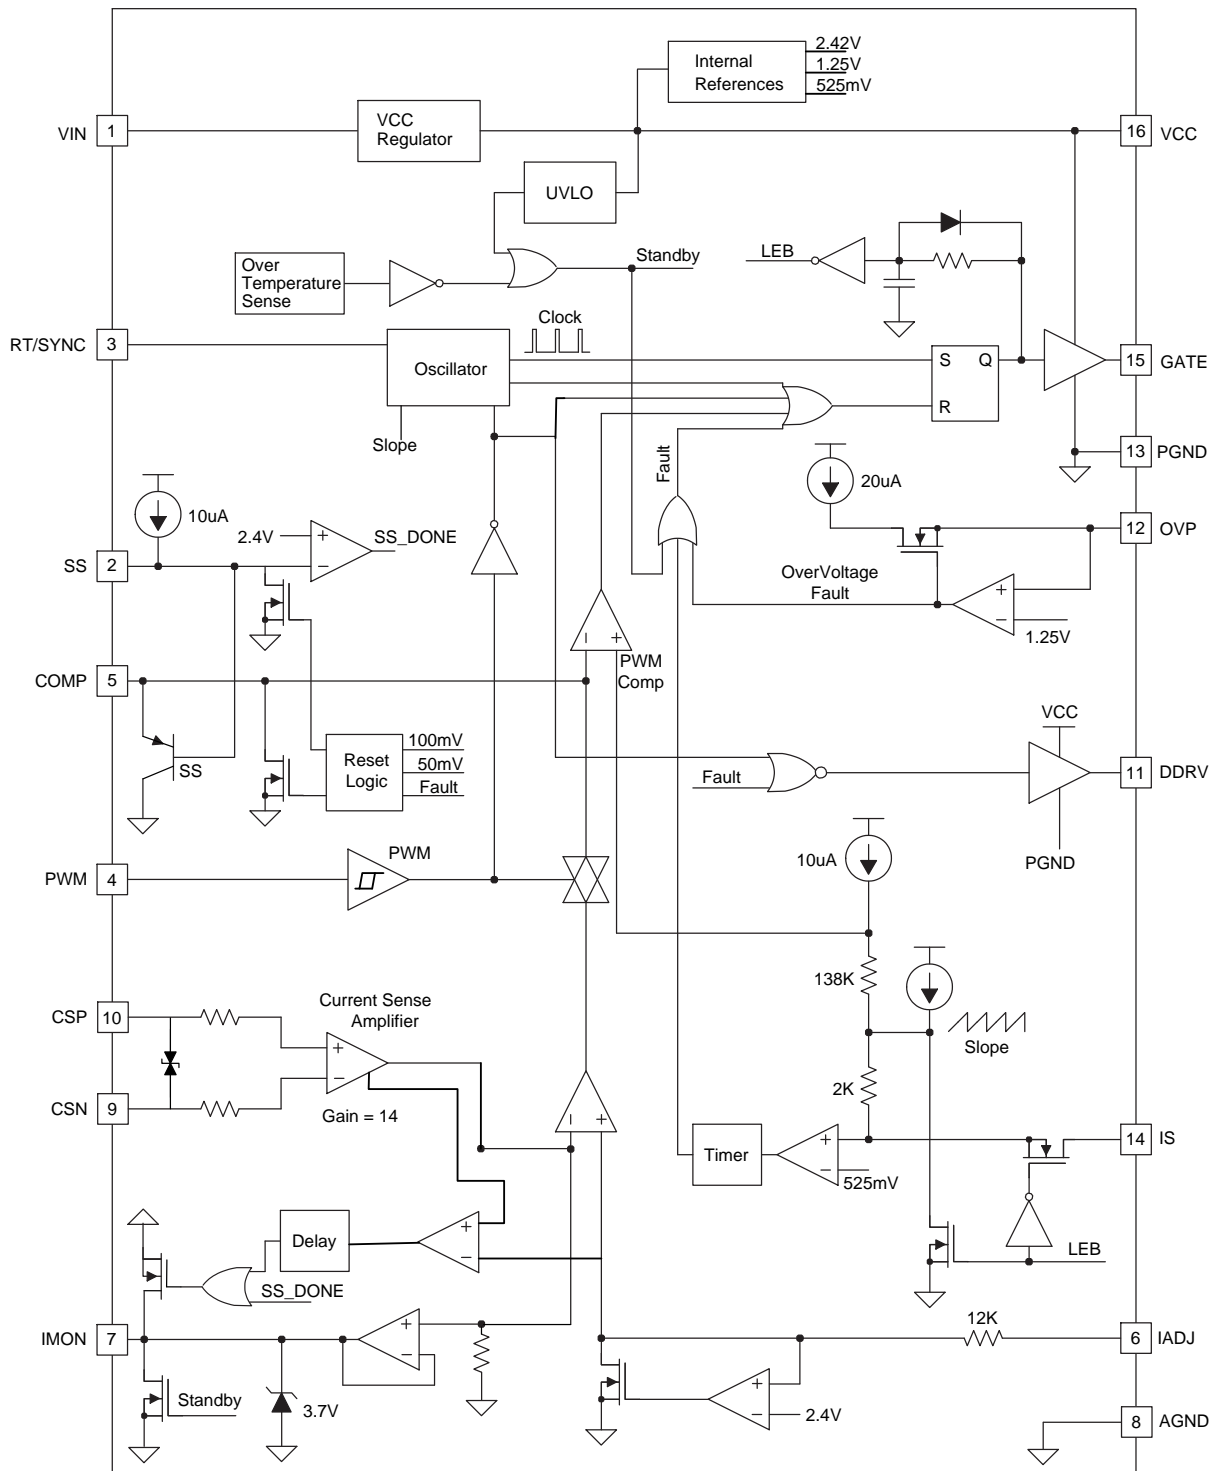 2.42V
Internal
References
1.25V
525mV
VIN
1
VCC
Regulator
16
VCC
UVLO
Standby
LEB
Over
Temperature
Sense
Clock
RT/SYNC
3
Oscillator
S
Q
R
15
GATE
Slope
Fault
13
PGND
20uA
10uA
2.4V
+
SS_DONE
−
12
OVP
SS
2
OverVoltage
Fault
+
−
1.25V
−
+
PWM
Comp
COMP
5
VCC
SS
Reset
Logic
100mV
50mV
Fault
Fault
11
DDRV
PGND
10uA
PWM
4
PWM
138K
Slope
2K
Current Sense
Amplifier
CSP
10
+
−
CSN
9
Gain = 14
−
+
14
IS
Timer
+
−
525mV
Delay
+
−
LEB
SS_DONE
12K
IMON
7
+
−
6
IADJ
Standby
3.7V
+
−
2.4V
8
AGND